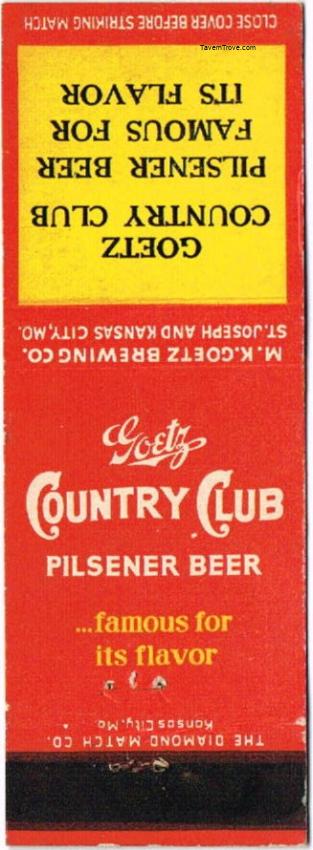 TavernTrove.com
GOETZ
COUNTRY CLUB
PILSENER BEER
FAMOUS FOR
ITS FLAVOR
M.K.GOETZ BREWING CO.
ST.JOSEPH AND KANSAS CITY, MO.
CLOSE COVER BEFORE STRIKING MATCH
Goetz
COUNTRY CLUB
PILSENER BEER
...famous for
its flavor
THE DIAMOND MATCH CO.
Kansas City, Mo